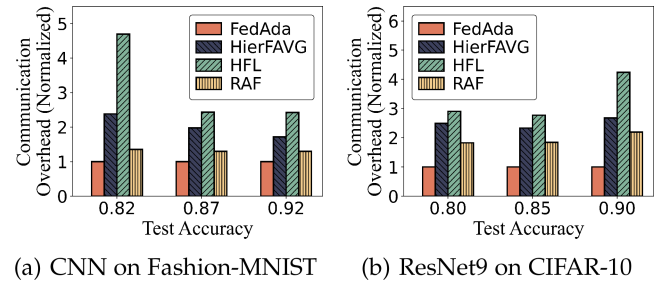 Communication
Overhead (Normalized)
5
4
3
2
1
0
FedAda
HierFAVG
HFL
RAF
0.82
0.87
0.92
Test Accuracy
(a) CNN on Fashion-MNIST
Communication
Overhead (Normalized)
6
5
4
3
2
1
0
FedAda
HierFAVG
HFL
RAF
0.80
0.85
0.90
Test Accuracy
(b) ResNet9 on CIFAR-10